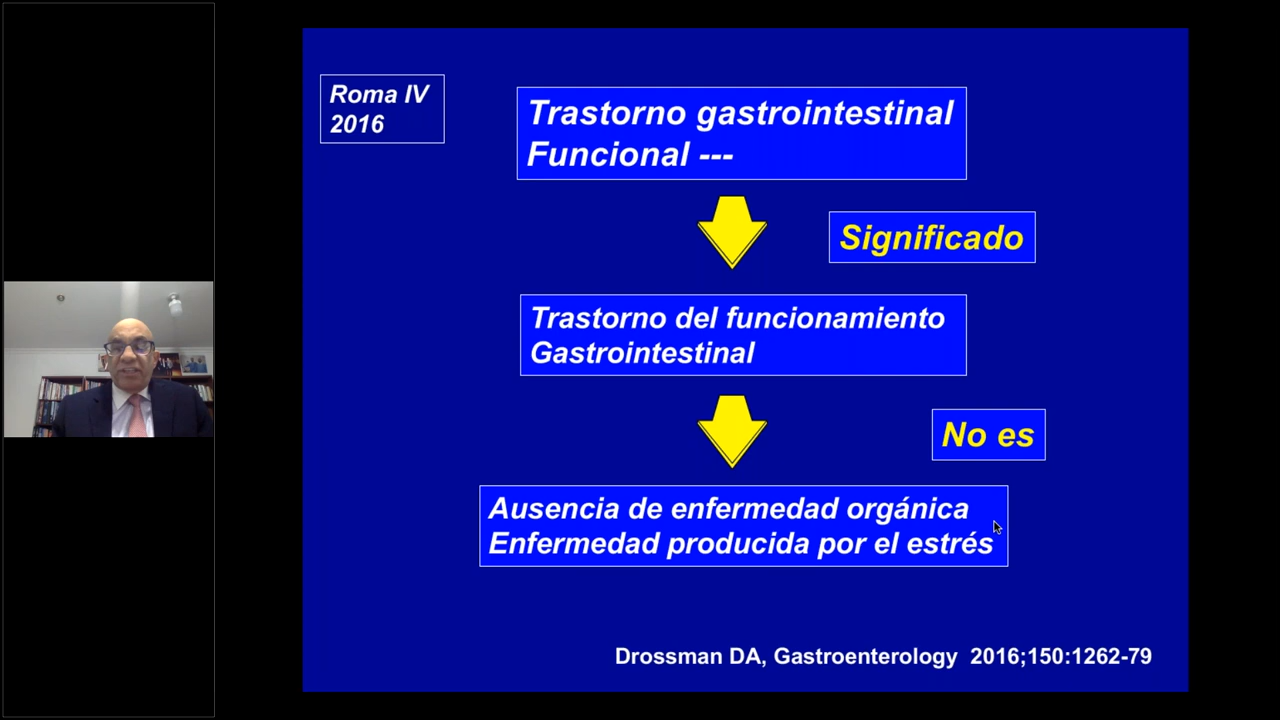 Roma IV
2016
Trastorno gastrointestinal
Funcional ---
Significado
Trastorno del funcionamiento
Gastrointestinal
No es
Ausencia de enfermedad orgánica
Enfermedad producida por el estrés
Drossman DA, Gastroenterology 2016;150:1262-79